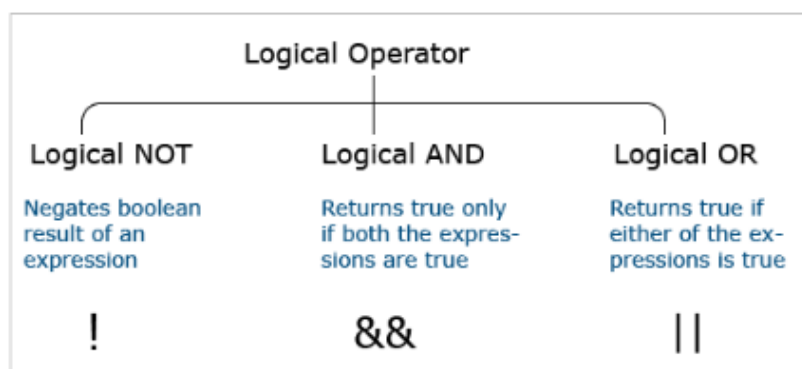 Logical Operator
Logical NOT
Logical AND
Logical OR
Negates boolean
result of an
expression
Returns true only
if both the expres-
sions are true
Returns true if
either of the ex-
pressions is true
!
&&
||